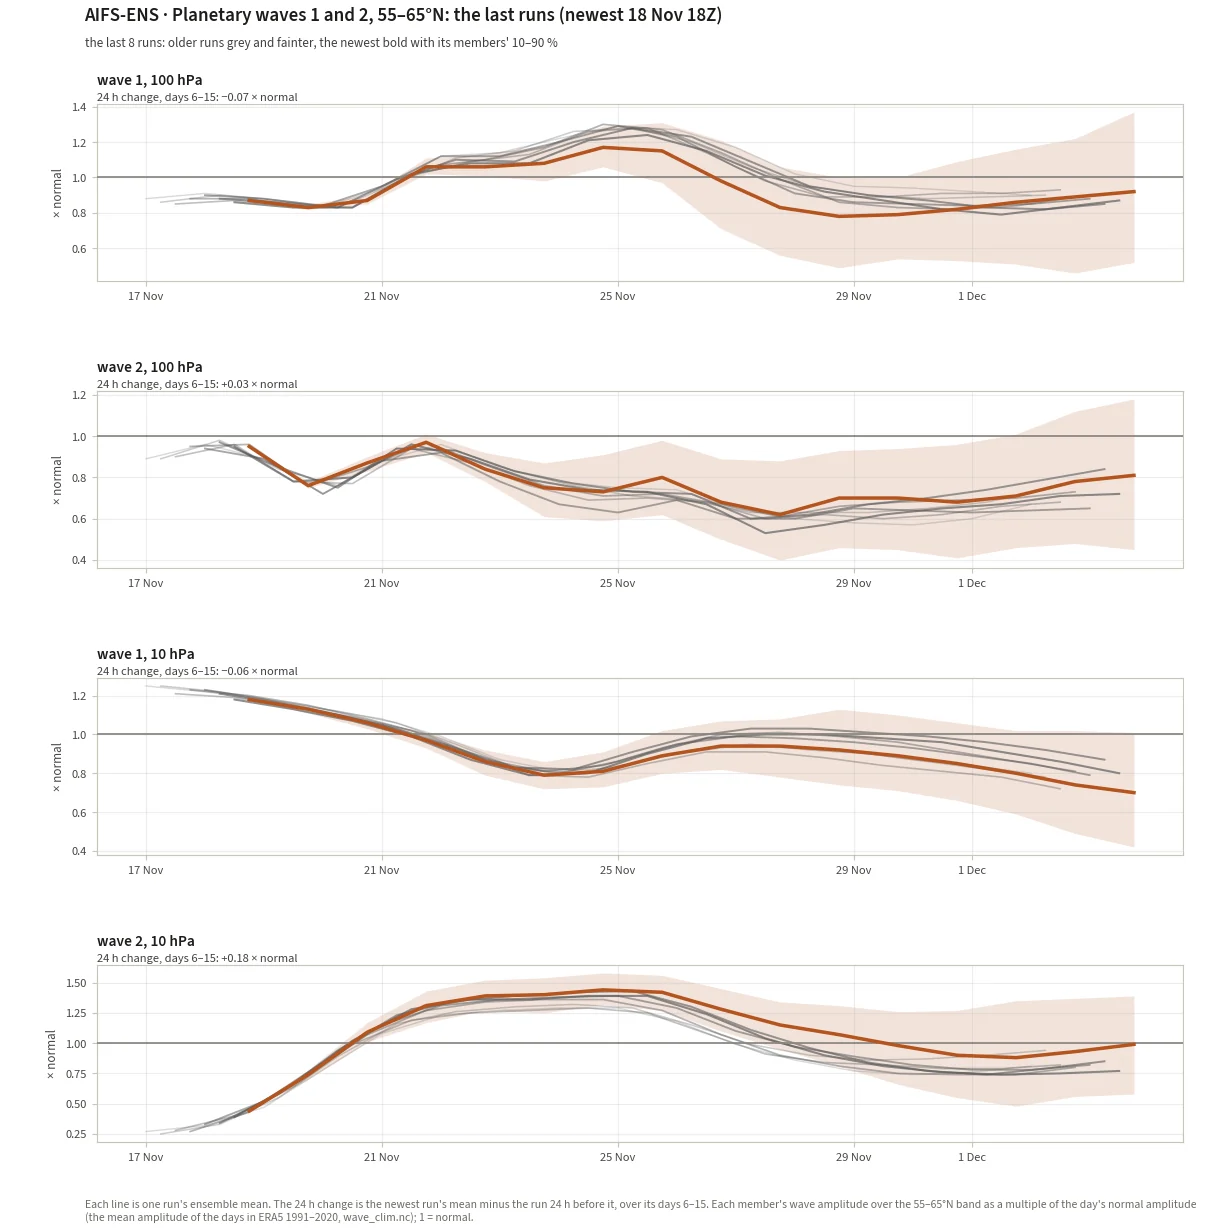 AIFS-ENS · Planetary waves 1 and 2, 55–65°N: the last runs (newest 18 Nov 18Z)
the last 8 runs: older runs grey and fainter, the newest bold with its members' 10–90 %
wave 1, 100 hPa
24 h change, days 6–15: −0.07 × normal
1.4
1.2
1.0
0.8
0.6
× normal
17 Nov
21 Nov
25 Nov
29 Nov
1 Dec
wave 2, 100 hPa
24 h change, days 6–15: +0.03 × normal
1.2
1.0
0.8
0.6
0.4
× normal
17 Nov
21 Nov
25 Nov
29 Nov
1 Dec
wave 1, 10 hPa
24 h change, days 6–15: −0.06 × normal
1.2
1.0
0.8
0.6
0.4
× normal
17 Nov
21 Nov
25 Nov
29 Nov
1 Dec
wave 2, 10 hPa
24 h change, days 6–15: +0.18 × normal
1.50
1.25
1.00
0.75
0.50
0.25
× normal
17 Nov
21 Nov
25 Nov
29 Nov
1 Dec
Each line is one run's ensemble mean. The 24 h change is the newest run's mean minus the run 24 h before it, over its days 6–15. Each member's wave amplitude over the 55–65°N band as a multiple of the day's normal amplitude
(the mean amplitude of the days in ERA5 1991–2020, wave_clim.nc); 1 = normal.